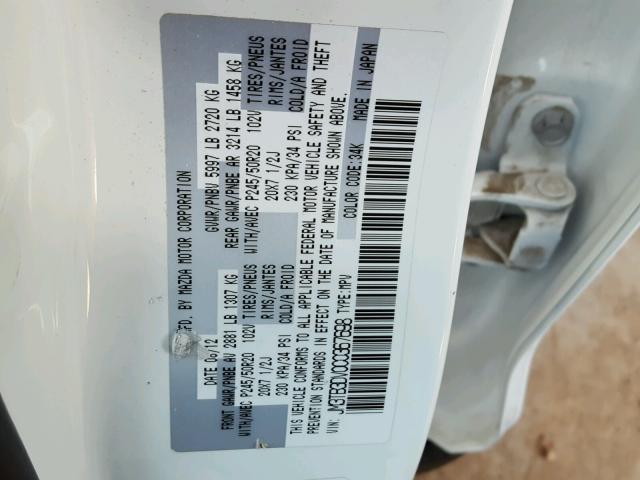 MFD. BY MAZDA MOTOR CORPORATION
DATE 06/12 GVWR/PNBV 5997 LB 2720 KG
FRONT GAWR/PNBE AV 2881 LB 1307 KG REAR GAWR/PNBE AR 3214 LB 1458 KG
WITH/AVEC P245/50R20 102V TIRES/PNEUS WITH/AVEC P245/50R20 102V TIRES/PNEUS
20X7 1/2J RIMS/JANTES 20X7 1/2J RIMS/JANTES
230 KPA/34 PSI COLD/A FROID 230 KPA/34 PSI COLD/A FROID
THIS VEHICLE CONFORMS TO ALL APPLICABLE FEDERAL MOTOR VEHICLE SAFETY AND THEFT
PREVENTION STANDARDS IN EFFECT ON THE DATE OF MANUFACTURE SHOWN ABOVE.
VIN: JM3TB3DV0C0367698 TYPE:MPV COLOR CODE:34K MADE IN JAPAN